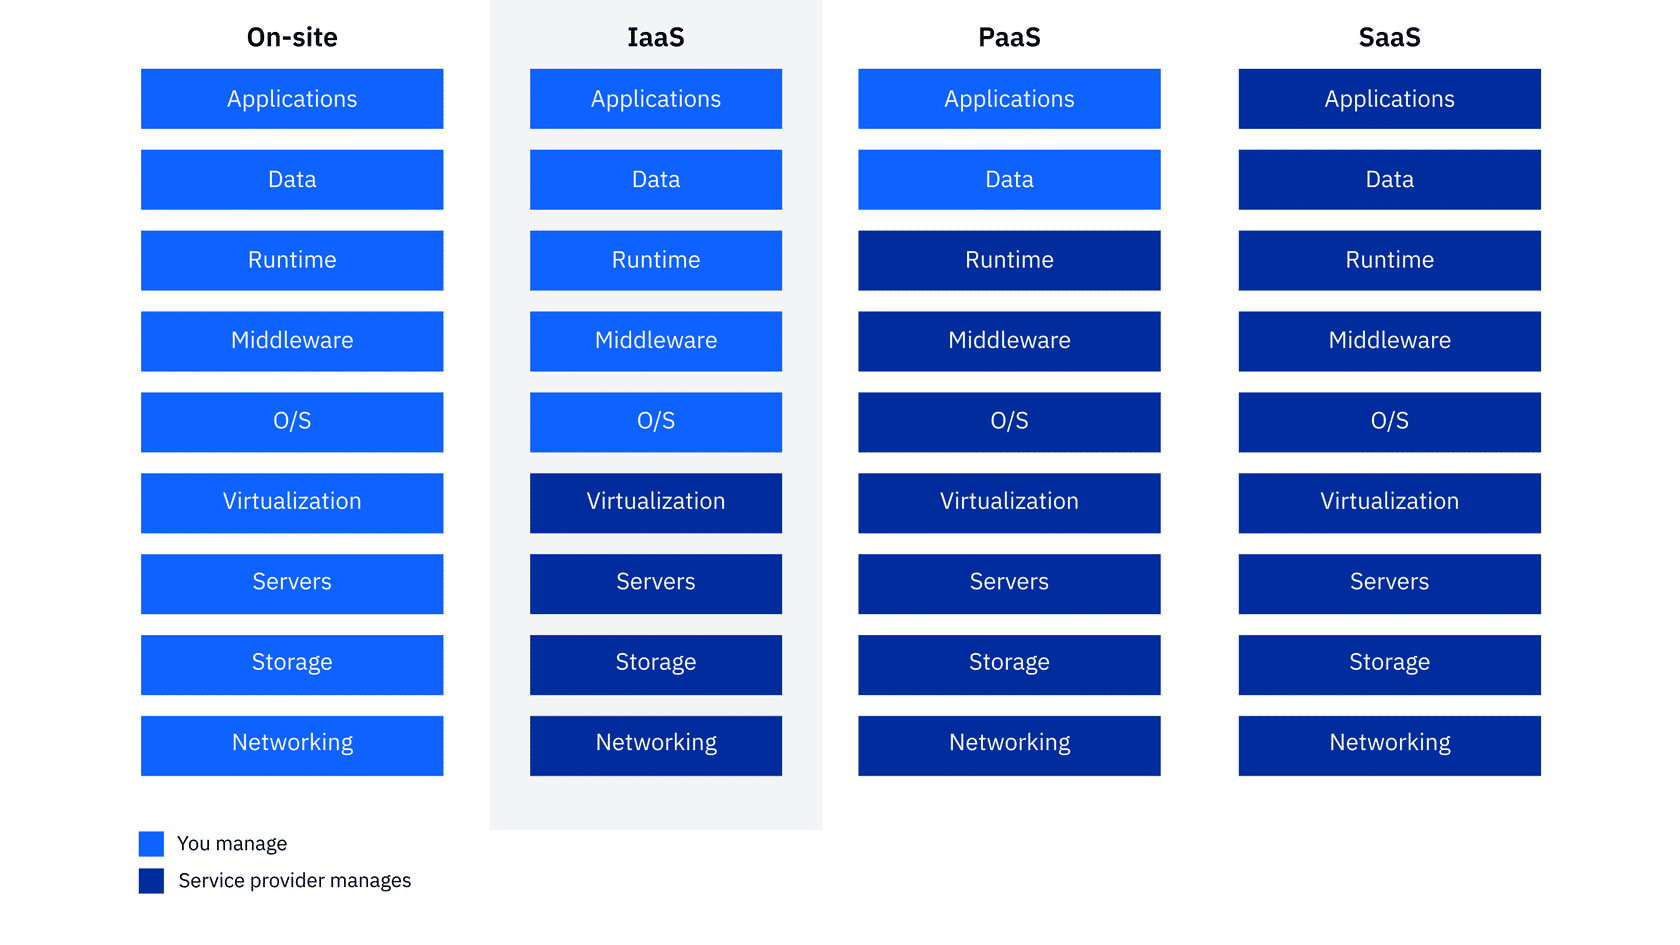 On-site
Applications
Data
Runtime
Middleware
O/S
Virtualization
Servers
Storage
Networking
IaaS
Applications
Data
Runtime
Middleware
O/S
Virtualization
Servers
Storage
Networking
PaaS
Applications
Data
Runtime
Middleware
O/S
Virtualization
Servers
Storage
Networking
SaaS
Applications
Data
Runtime
Middleware
O/S
Virtualization
Servers
Storage
Networking
You manage
Service provider manages